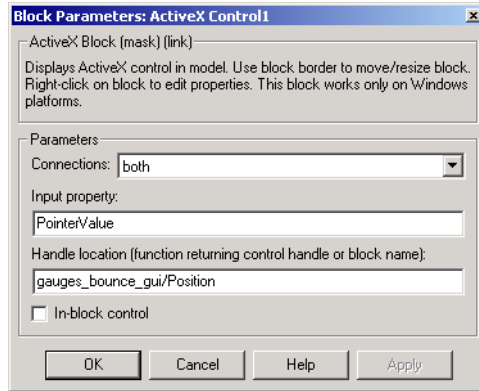 Block Parameters: ActiveX Control1
ActiveX Block (mask) (link)
Displays ActiveX control in model. Use block border to move/resize block.
Right-click on block to edit properties. This block works only on Windows
platforms.
Parameters
Connections: both
Input property:
PointerValue
Handle location (function returning control handle or block name):
gauges_bounce_gui/Position
In-block control
OK Cancel Help Apply